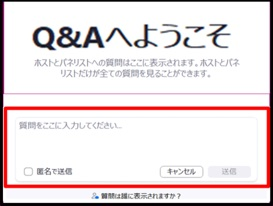 Q&Aへようこそ
ホストとパネリストへの質問はここに表示されます。ホストとパネ
リストだけが全ての質問を見ることができます。
質問をここに入力してください...
匿名で送信
キャンセル
送信
質問は誰に表示されますか？